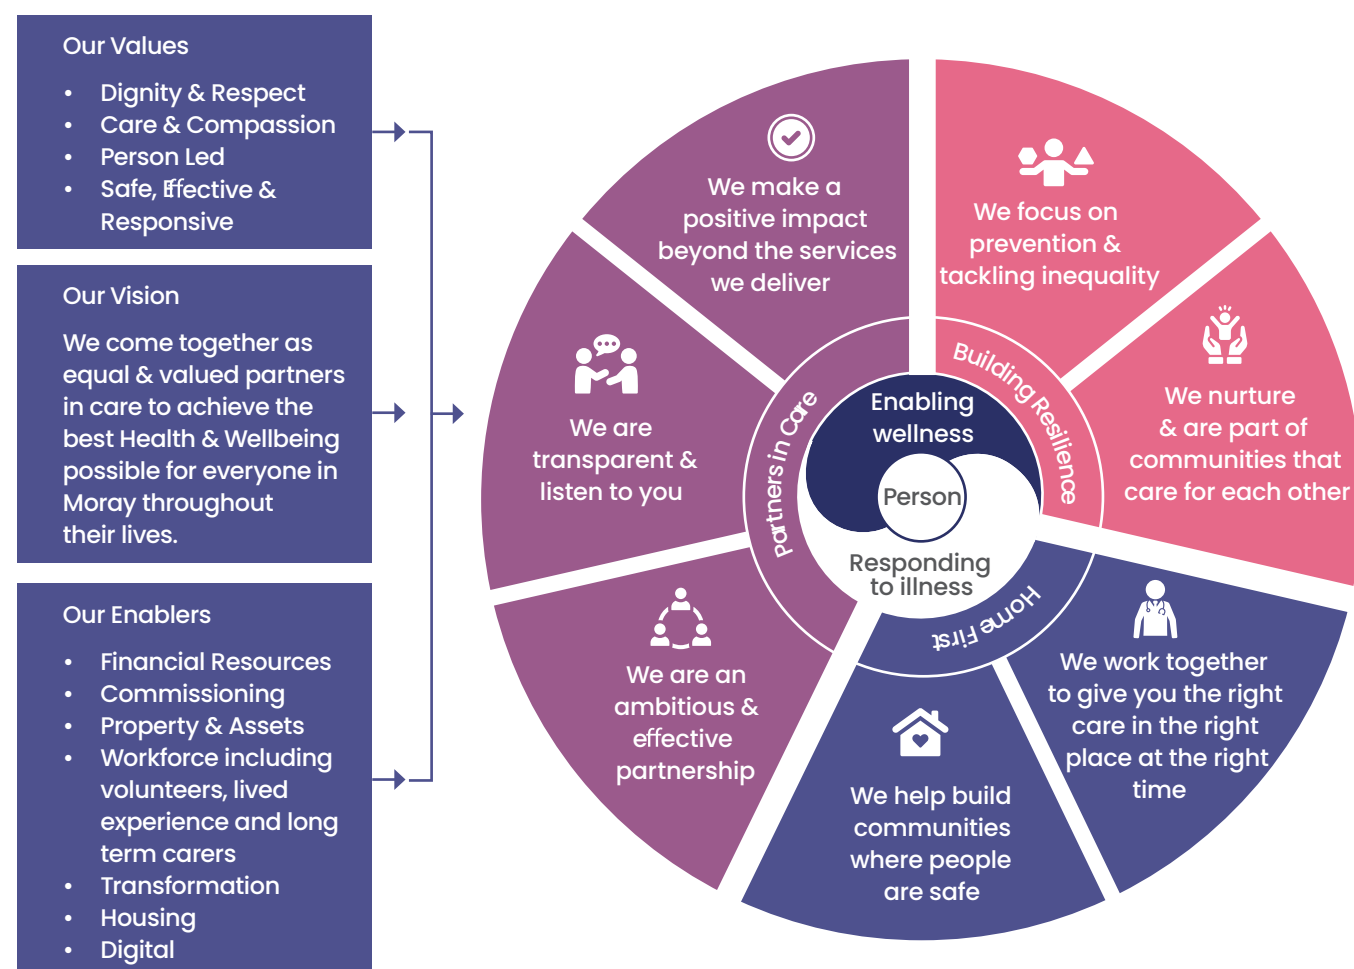 Our Values
• Dignity & Respect
• Care & Compassion
• Person Led
• Safe, Effective &
Responsive
Our Vision
We come together as
equal & valued partners
in care to achieve the
best Health & Wellbeing
possible for everyone in
Moray throughout
their lives.
Our Enablers
• Financial Resources
• Commissioning
• Property & Assets
• Workforce including
volunteers, lived
experience and long
term carers
• Transformation
• Housing
• Digital
We make a
positive impact
beyond the services
we deliver
We focus on
prevention &
tackling inequality
We are
transparent &
listen to you
We nurture
& are part of
communities that
care for each other
Partners in Care
Building Resilience
Enabling
wellness
Person
Responding
to illness
Home First
We are an
ambitious &
effective
partnership
We help build
communities
where people
are safe
We work together
to give you the right
care in the right
place at the right
time